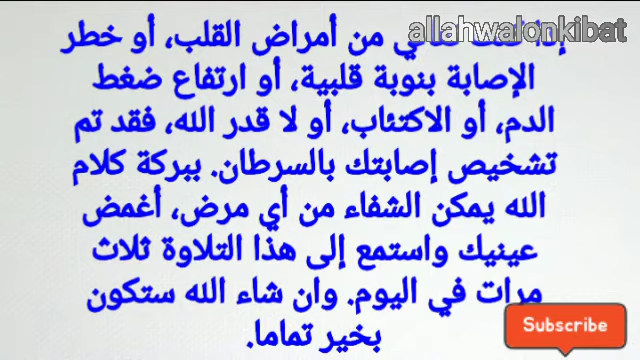 allahwalonkibat
من أمراض القلب، أو خطر
الإصابة بنوبة قلبية، أو ارتفاع ضغط
الدم، أو الاكتئاب، أو لا قدر الله، فقد تم
تشخيص إصابتك بالسرطان. ببركة كلام
الله يمكن الشفاء من أي مرض، أغمض
عينيك واستمع إلى هذا التلاوة ثلاث
مرات في اليوم. وان شاء الله ستكون
بخير تماما.
Subscribe